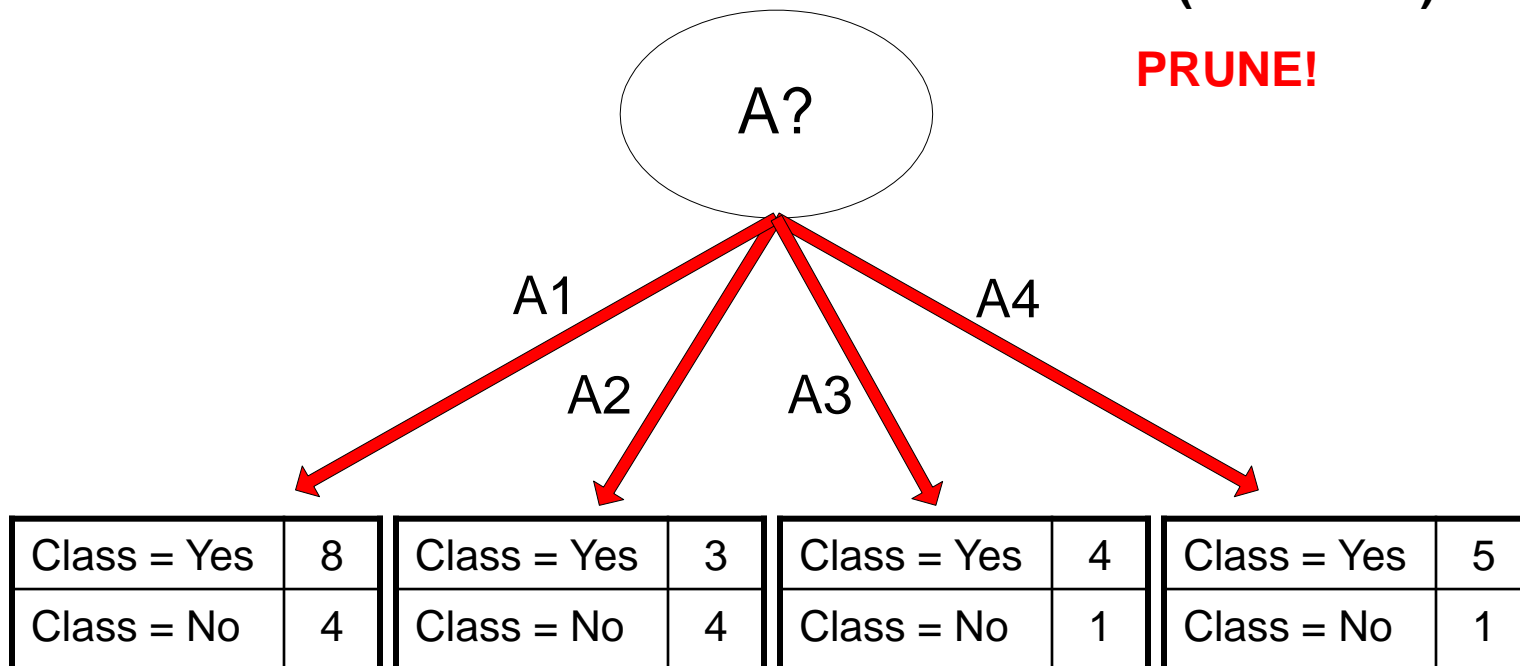 PRUNE!
A?
A1
A4
A2
A3
Class = Yes 8 Class = Yes 3 Class = Yes 4 Class = Yes 5
Class = No 4 Class = No 4 Class = No 1 Class = No 1